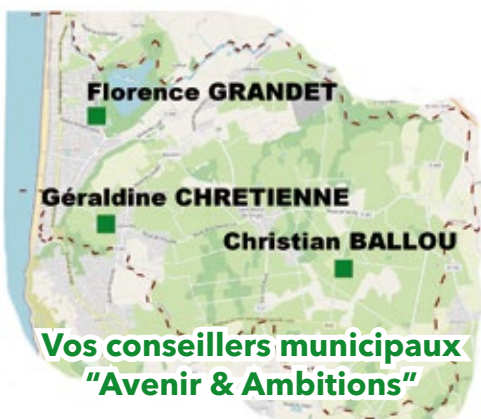 Florence GRANDET
Géraldine CHRETIENNE
Christian BALLOU
Vos conseillers municipaux
“Avenir & Ambitions”